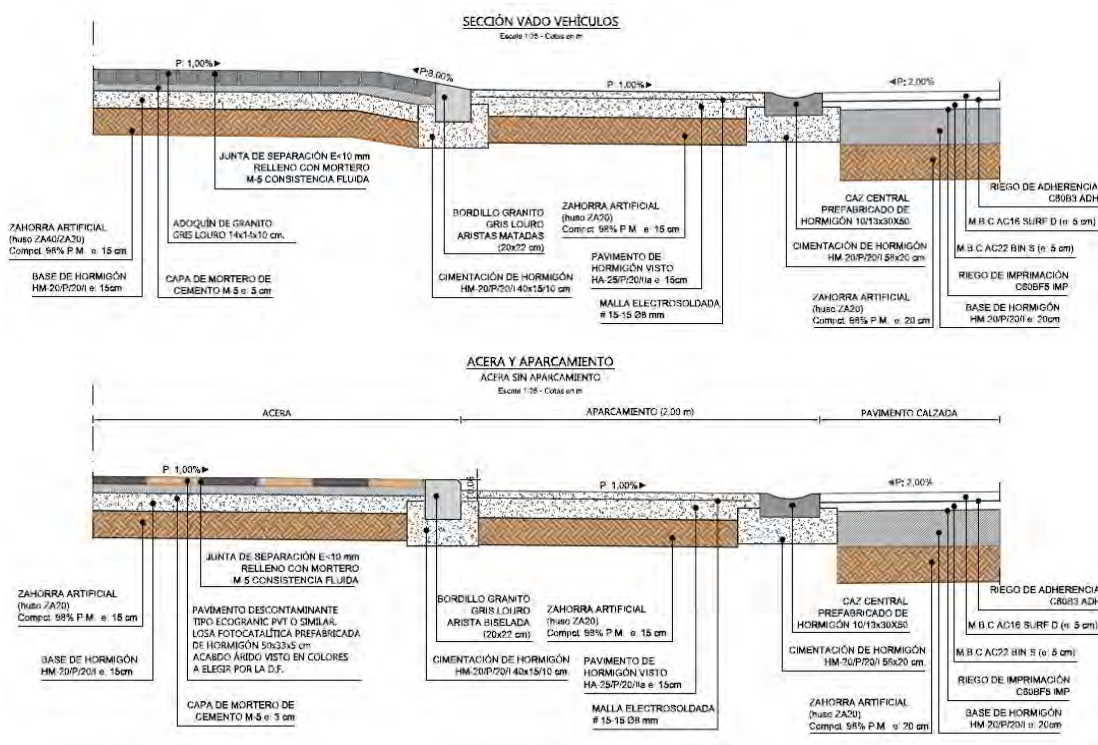 SECCIÓN VADO VEHÍCULOS
Escala 1:25 - Cotas en m
P: 1,00%
P:8,00%
P: 1,00%
P: 2,00%
JUNTA DE SEPARACIÓN E<10 mm
RELLENO CON MORTERO
M-5 CONSISTENCIA FLUIDA
ZAHORRA ARTIFICIAL
(huso ZA40/ZA20)
Compct. 98% P.M. e: 15 cm
ADOQUÍN DE GRANITO
GRIS LOURO 14x14x10 cm.
BASE DE HORMIGÓN
HM-20/P/20/I e: 15cm
CAPA DE MORTERO DE
CEMENTO M-5 e: 5 cm
BORDILLO GRANITO
GRIS LOURO
ARISTAS MATADAS
(20x22 cm)
CIMENTACIÓN DE HORMIGÓN
HM-20/P/20/I 40x15/10 cm
ZAHORRA ARTIFICIAL
(huso ZA20)
Compct. 98% P.M. e: 15 cm
PAVIMENTO DE
HORMIGÓN VISTO
HA-25/P/20/IIa e: 15cm
MALLA ELECTROSOLDADA
# 15-15 Ø8 mm
CAZ CENTRAL
PREFABRICADO DE
HORMIGÓN 10/13x30X50
CIMENTACIÓN DE HORMIGÓN
HM-20/P/20/I 56x20 cm.
ZAHORRA ARTIFICIAL
(huso ZA20)
Compct. 98% P.M. e: 20 cm
RIEGO DE ADHERENCIA
C60B3 ADH
M.B.C AC16 SURF D (e: 5 cm)
M.B.C AC22 BIN S (e: 5 cm)
RIEGO DE IMPRIMACIÓN
C60BF5 IMP
BASE DE HORMIGÓN
HM-20/P/20/I e: 20cm
ACERA Y APARCAMIENTO
ACERA SIN APARCAMIENTO
Escala 1:25 - Cotas en m
ACERA
APARCAMIENTO (2,00 m)
PAVIMENTO CALZADA
P: 1,00%
0,06
P: 1,00%
P: 2,00%
JUNTA DE SEPARACIÓN E<10 mm
RELLENO CON MORTERO
M-5 CONSISTENCIA FLUIDA
ZAHORRA ARTIFICIAL
(huso ZA20)
Compct. 98% P.M. e: 15 cm
PAVIMENTO DESCONTAMINANTE
TIPO ECOGRANIC PVT O SIMILAR.
LOSA FOTOCATALÍTICA PREFABRICADA
DE HORMIGÓN 50x33x5 cm
ACABDO ÁRIDO VISTO EN COLORES
A ELEGIR POR LA D.F.
BASE DE HORMIGÓN
HM-20/P/20/I e: 15cm
CAPA DE MORTERO DE
CEMENTO M-5 e: 3 cm
BORDILLO GRANITO
GRIS LOURO
ARISTA BISELADA
(20x22 cm)
CIMENTACIÓN DE HORMIGÓN
HM-20/P/20/I 40x15/10 cm
ZAHORRA ARTIFICIAL
(huso ZA20)
Compct. 98% P.M. e: 15 cm
PAVIMENTO DE
HORMIGÓN VISTO
HA-25/P/20/IIa e: 15cm
MALLA ELECTROSOLDADA
# 15-15 Ø8 mm
CAZ CENTRAL
PREFABRICADO DE
HORMIGÓN 10/13x30X50
CIMENTACIÓN DE HORMIGÓN
HM-20/P/20/I 56x20 cm.
ZAHORRA ARTIFICIAL
(huso ZA20)
Compct. 98% P.M. e: 20 cm
RIEGO DE ADHERENCIA
C60B3 ADH
M.B.C AC16 SURF D (e: 5 cm)
M.B.C AC22 BIN S (e: 5 cm)
RIEGO DE IMPRIMACIÓN
C60BF5 IMP
BASE DE HORMIGÓN
HM-20/P/20/I e: 20cm